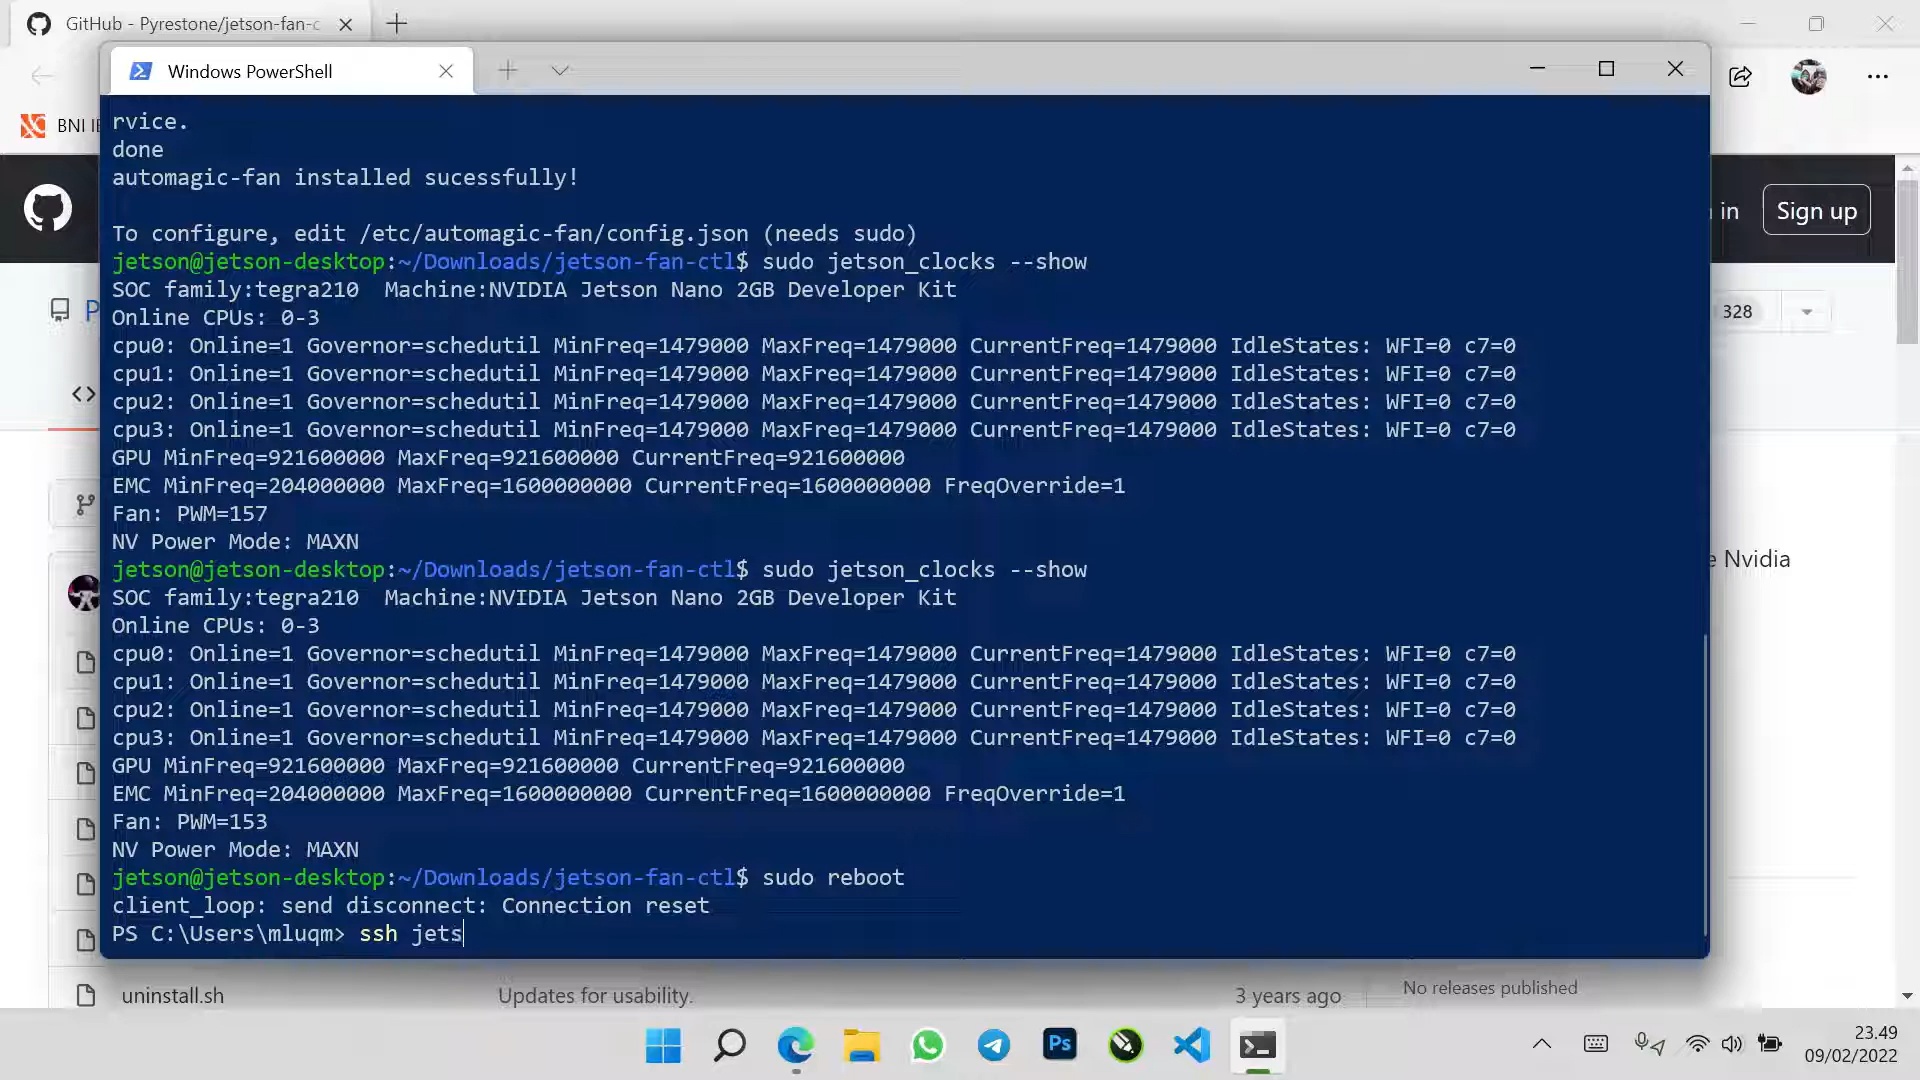 GitHub - Pyrestone/jetson-fan-c
Windows PowerShell
BNI IE
rvice.
done
automagic-fan installed sucessfully!
To configure, edit /etc/automagic-fan/config.json (needs sudo)
jetson@jetson-desktop:~/Downloads/jetson-fan-ctl$ sudo jetson_clocks --show
SOC family:tegra210  Machine:NVIDIA Jetson Nano 2GB Developer Kit
Online CPUs: 0-3
cpu0: Online=1 Governor=schedutil MinFreq=1479000 MaxFreq=1479000 CurrentFreq=1479000 IdleStates: WFI=0 c7=0
cpu1: Online=1 Governor=schedutil MinFreq=1479000 MaxFreq=1479000 CurrentFreq=1479000 IdleStates: WFI=0 c7=0
cpu2: Online=1 Governor=schedutil MinFreq=1479000 MaxFreq=1479000 CurrentFreq=1479000 IdleStates: WFI=0 c7=0
cpu3: Online=1 Governor=schedutil MinFreq=1479000 MaxFreq=1479000 CurrentFreq=1479000 IdleStates: WFI=0 c7=0
GPU MinFreq=921600000 MaxFreq=921600000 CurrentFreq=921600000
EMC MinFreq=204000000 MaxFreq=1600000000 CurrentFreq=1600000000 FreqOverride=1
Fan: PWM=157
NV Power Mode: MAXN
jetson@jetson-desktop:~/Downloads/jetson-fan-ctl$ sudo jetson_clocks --show
SOC family:tegra210  Machine:NVIDIA Jetson Nano 2GB Developer Kit
Online CPUs: 0-3
cpu0: Online=1 Governor=schedutil MinFreq=1479000 MaxFreq=1479000 CurrentFreq=1479000 IdleStates: WFI=0 c7=0
cpu1: Online=1 Governor=schedutil MinFreq=1479000 MaxFreq=1479000 CurrentFreq=1479000 IdleStates: WFI=0 c7=0
cpu2: Online=1 Governor=schedutil MinFreq=1479000 MaxFreq=1479000 CurrentFreq=1479000 IdleStates: WFI=0 c7=0
cpu3: Online=1 Governor=schedutil MinFreq=1479000 MaxFreq=1479000 CurrentFreq=1479000 IdleStates: WFI=0 c7=0
GPU MinFreq=921600000 MaxFreq=921600000 CurrentFreq=921600000
EMC MinFreq=204000000 MaxFreq=1600000000 CurrentFreq=1600000000 FreqOverride=1
Fan: PWM=153
NV Power Mode: MAXN
jetson@jetson-desktop:~/Downloads/jetson-fan-ctl$ sudo reboot
client_loop: send disconnect: Connection reset
PS C:\Users\mluqm> ssh jets
in
Sign up
P
328
e Nvidia
uninstall.sh
Updates for usability.
3 years ago
No releases published
Ps
23.49
09/02/2022